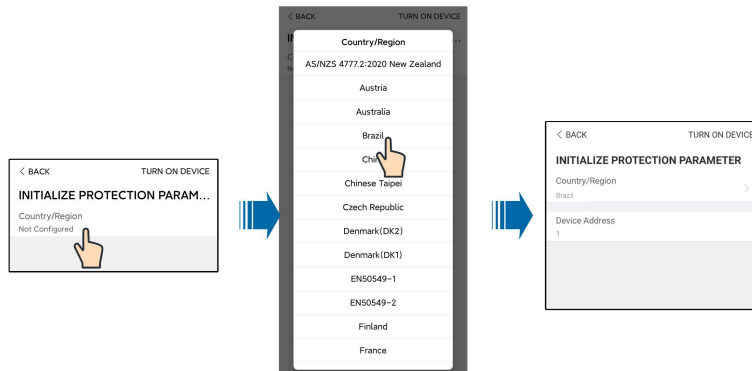 < BACK TURN ON DEVICE
INITIALIZE PROTECTION PARAM...
Country/Region
Not Configured
< BACK TURN ON DEVICE
Country/Region
AS/NZS 4777.2:2020 New Zealand
Austria
Australia
Brazil
Chinese Taipei
Czech Republic
Denmark(DK2)
Denmark(DK1)
EN50549-1
EN50549-2
Finland
France
< BACK TURN ON DEVICE
INITIALIZE PROTECTION PARAMETER
Country/Region
Brazil
Device Address
1